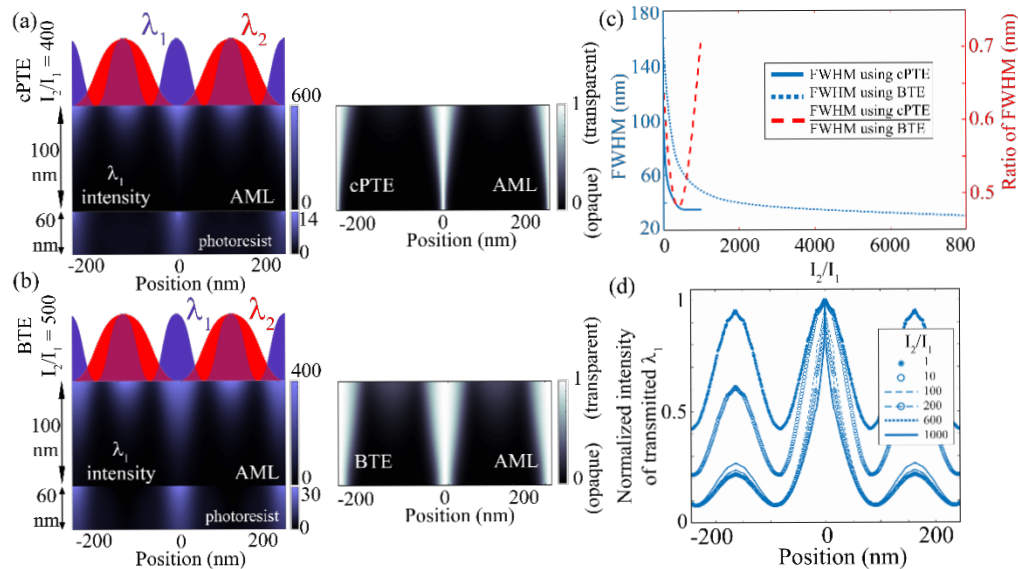 (a)
cPTE
I₂/I₁ = 400
λ₁
λ₂
600
100
nm
λ₁
intensity
AML
0
14
60
nm
photoresist
0
-200
0
200
Position (nm)
cPTE
AML
1
0
(transparent)
(opaque)
-200
0
200
Position (nm)
(b)
BTE
I₂/I₁ = 500
λ₁
λ₂
400
100
nm
λ₁
intensity
AML
0
30
60
nm
photoresist
0
-200
0
200
Position (nm)
BTE
AML
1
0
(transparent)
(opaque)
-200
0
200
Position (nm)
(c)
180
140
100
60
20
FWHM (nm)
FWHM using cPTE
FWHM using BTE
FWHM using cPTE
FWHM using BTE
0.7
0.6
0.5
Ratio of FWHM (nm)
0
2000
4000
6000
8000
I₂/I₁
(d)
1
0.5
0
Normalized intensity
of transmitted λ₁
I₂/I₁
1
10
100
200
600
1000
-200
0
200
Position (nm)